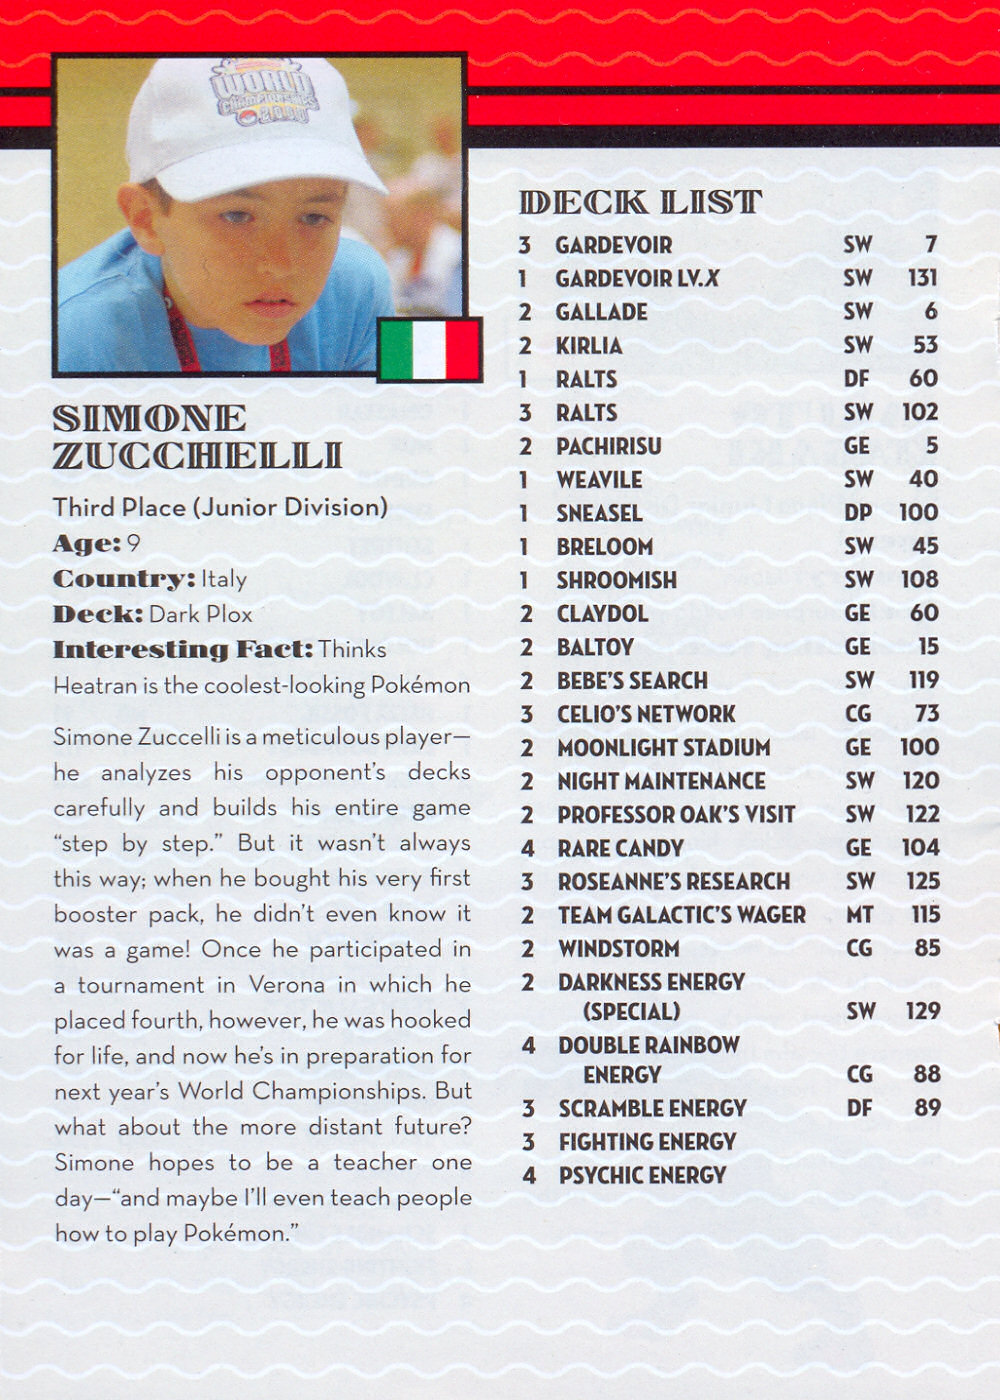 WORLD
Championships
SIMONE
ZUCCHELLI
Third Place (Junior Division)
Age: 9
Country: Italy
Deck: Dark Plox
Interesting Fact: Thinks
Heatran is the coolest-looking Pokémon
Simone Zuccelli is a meticulous player—
he analyzes his opponent's decks
carefully and builds his entire game
"step by step." But it wasn't always
this way; when he bought his very first
booster pack, he didn't even know it
was a game! Once he participated in
a tournament in Verona in which he
placed fourth, however, he was hooked
for life, and now he's in preparation for
next year's World Championships. But
what about the more distant future?
Simone hopes to be a teacher one
day—"and maybe I'll even teach people
how to play Pokémon."
DECK LIST
3 GARDEVOIR SW 7
1 GARDEVOIR LV.X SW 131
2 GALLADE SW 6
2 KIRLIA SW 53
1 RALTS DF 60
3 RALTS SW 102
2 PACHIRISU GE 5
1 WEAVILE SW 40
1 SNEASEL DP 100
1 BRELOOM SW 45
1 SHROOMISH SW 108
2 CLAYDOL GE 60
2 BALTOY GE 15
2 BEBE'S SEARCH SW 119
3 CELIO'S NETWORK CG 73
2 MOONLIGHT STADIUM GE 100
2 NIGHT MAINTENANCE SW 120
2 PROFESSOR OAK'S VISIT SW 122
4 RARE CANDY GE 104
3 ROSEANNE'S RESEARCH SW 125
2 TEAM GALACTIC'S WAGER MT 115
2 WINDSTORM CG 85
2 DARKNESS ENERGY
(SPECIAL) SW 129
4 DOUBLE RAINBOW
ENERGY CG 88
3 SCRAMBLE ENERGY DF 89
3 FIGHTING ENERGY
4 PSYCHIC ENERGY